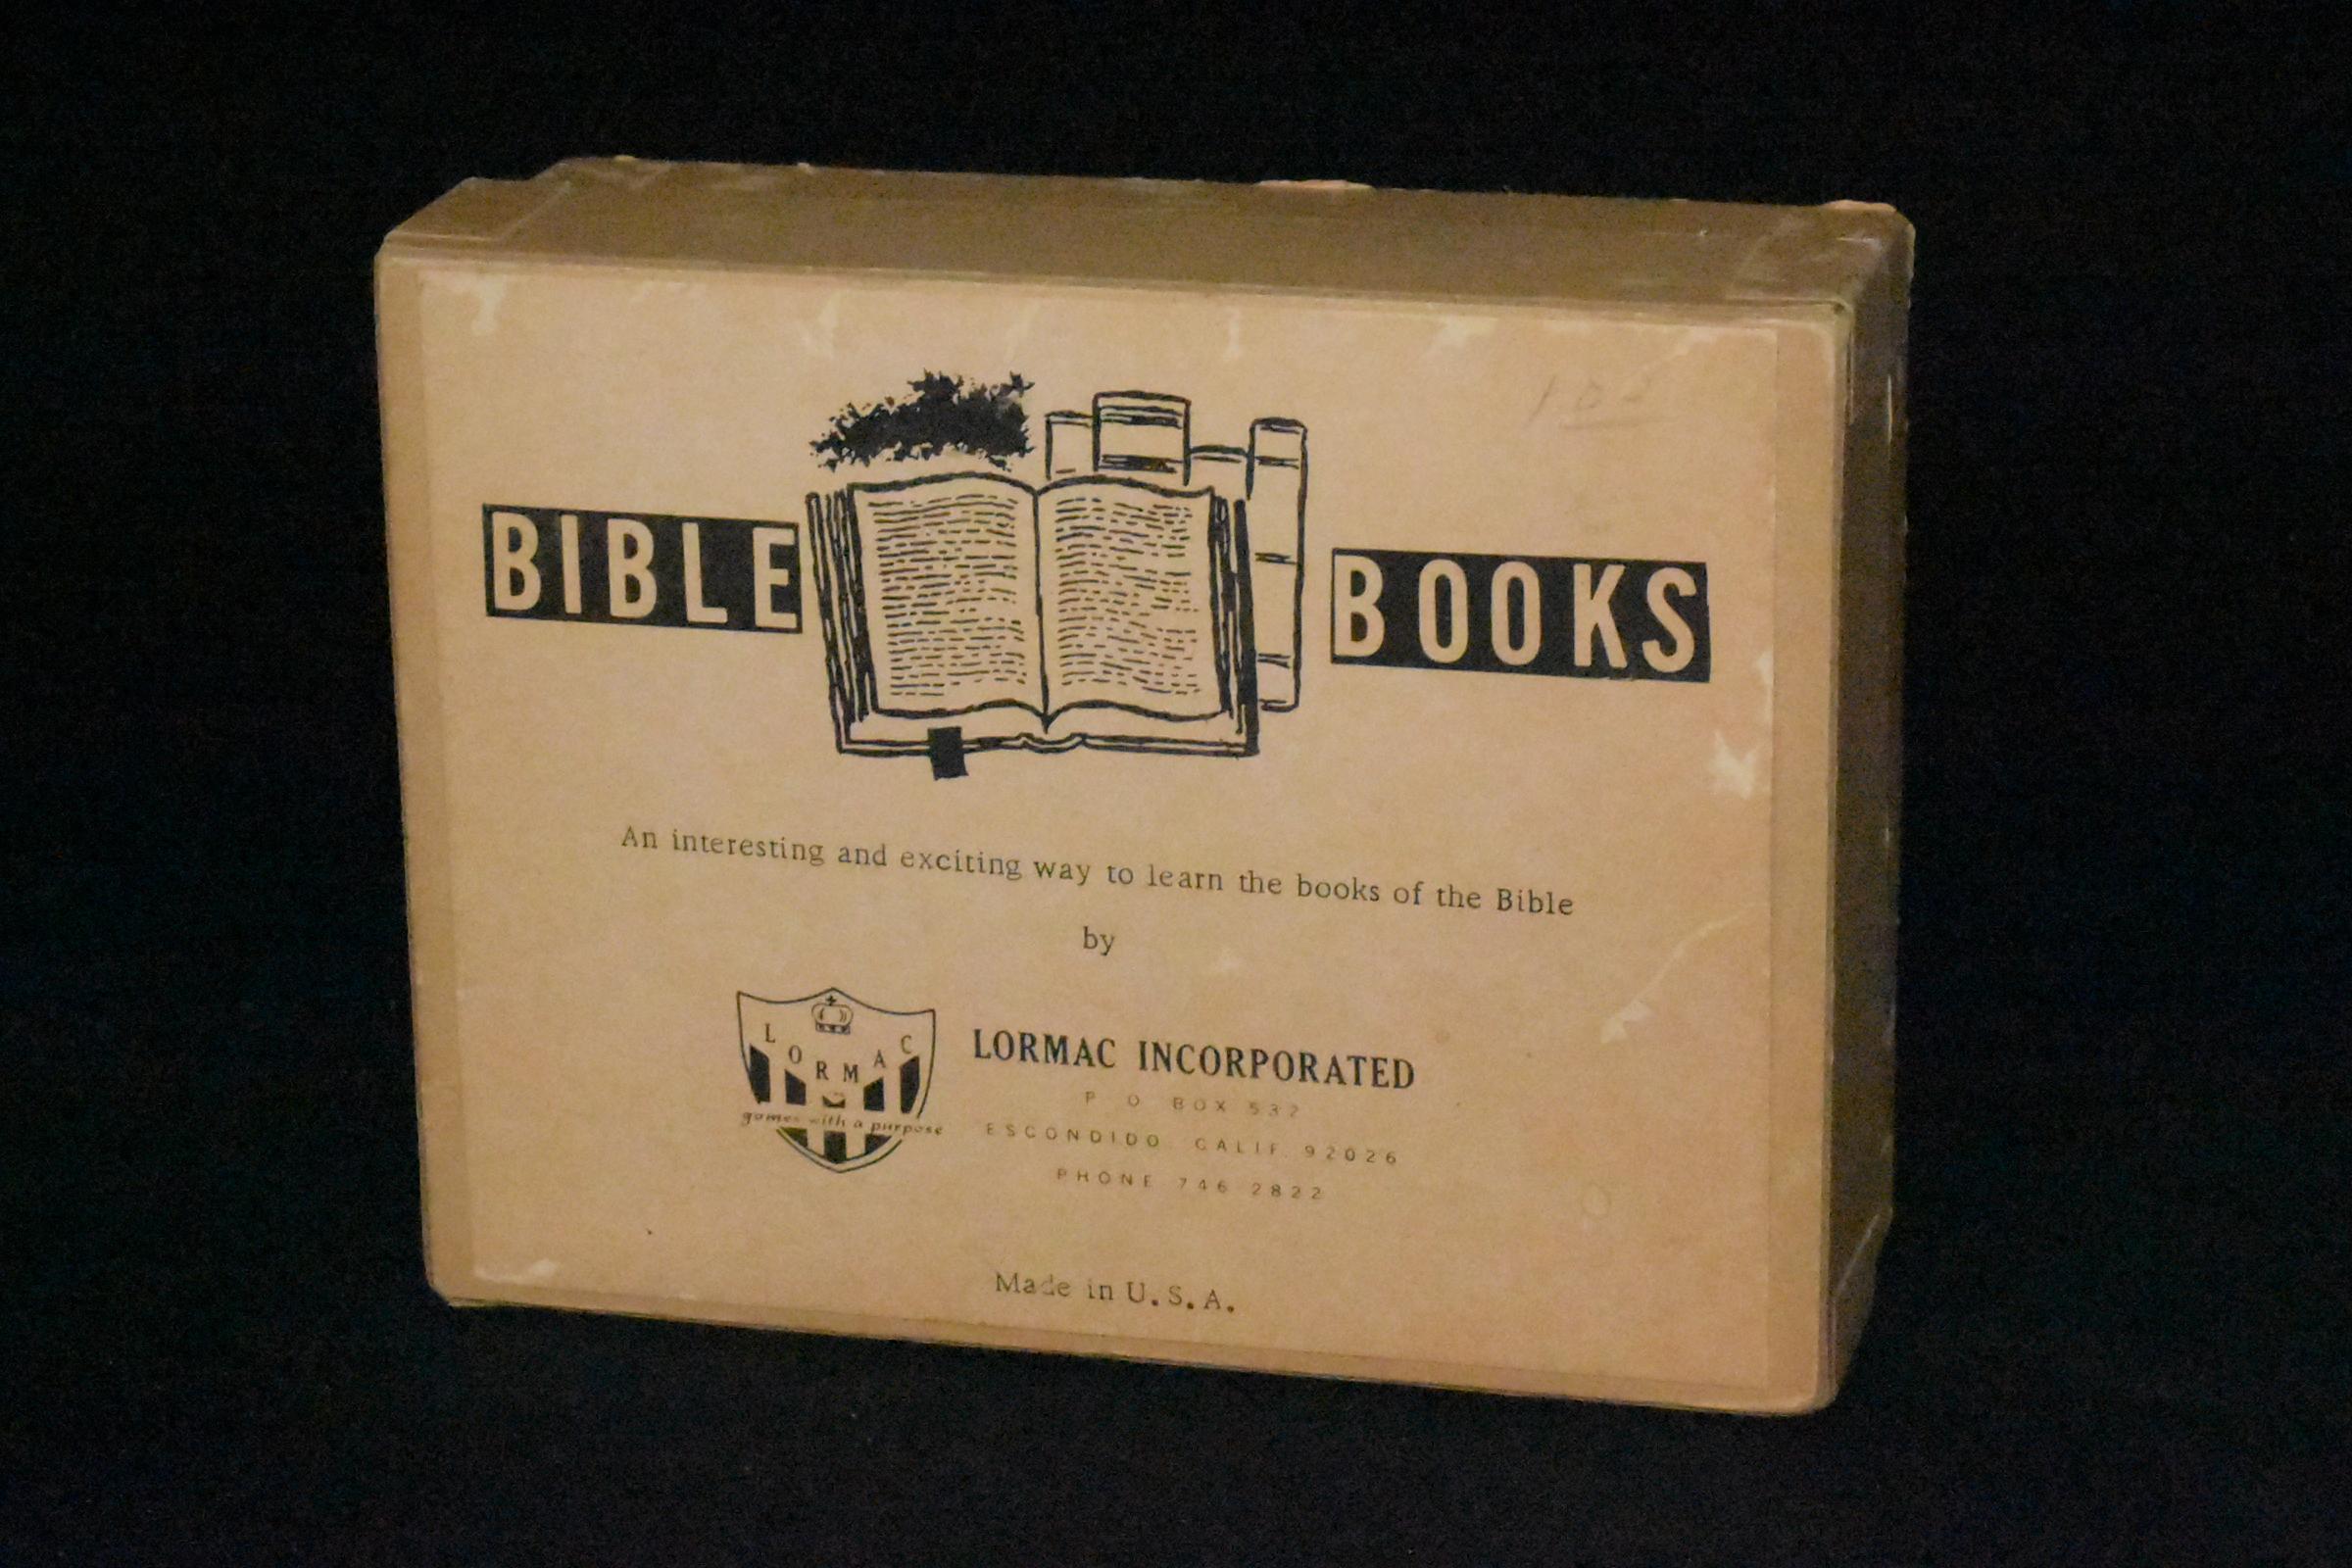 BIBLE BOOKS
An interesting and exciting way to learn the books of the Bible
by
LORMAC
games with a purpose
LORMAC INCORPORATED
P O BOX 532
ESCONDIDO CALIF 92026
PHONE 746 2822
Made in U.S.A.